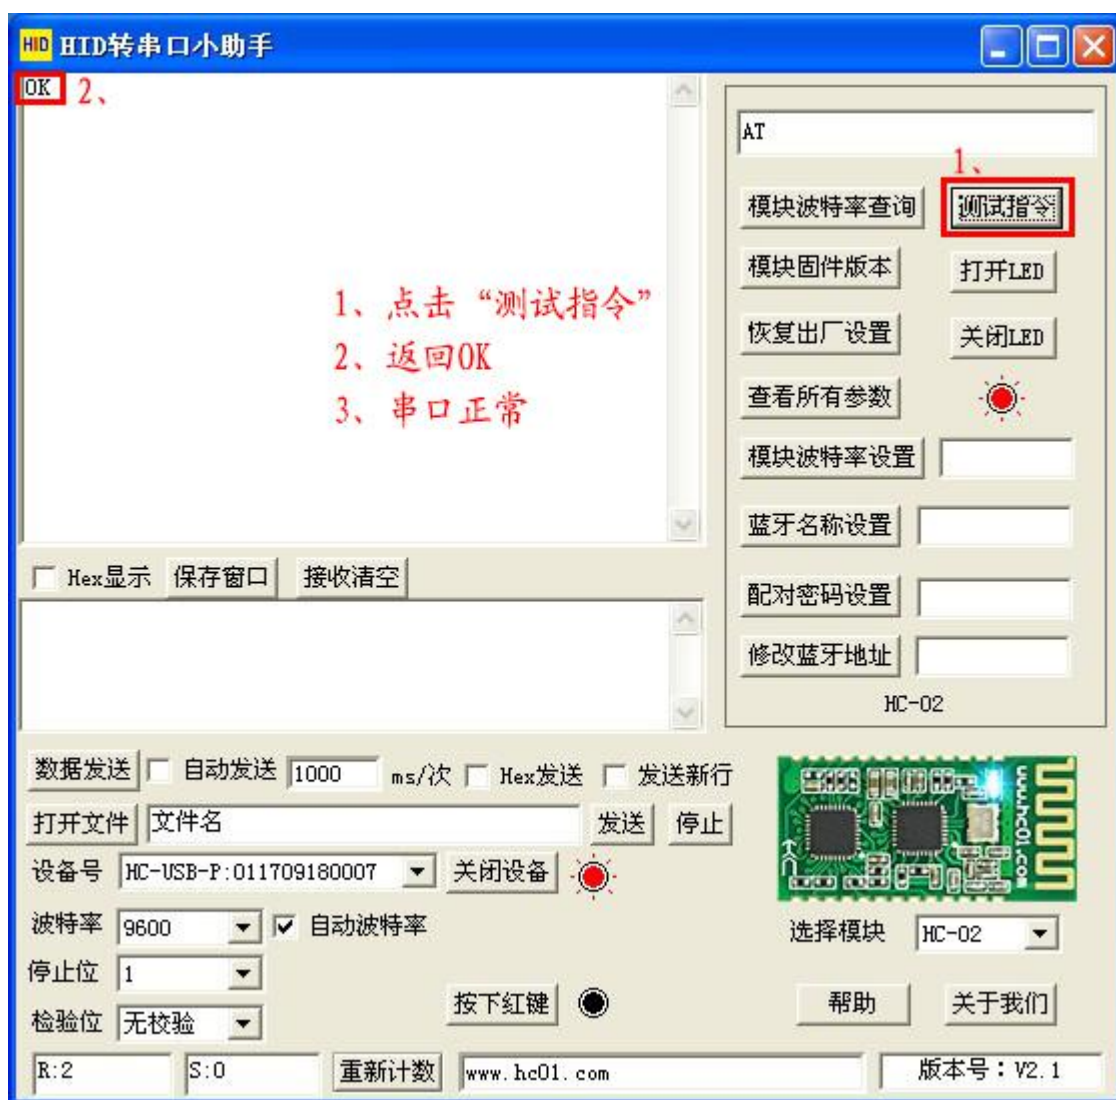 HID HID转串口小助手
OK 2、
AT
1、
模块波特率查询 测试指令
模块固件版本 打开LED
1、点击“测试指令”
恢复出厂设置 关闭LED
2、返回OK
查看所有参数
3、串口正常
模块波特率设置
蓝牙名称设置
Hex显示 保存窗口 接收清空
配对密码设置
修改蓝牙地址
HC-02
数据发送 自动发送 1000 ms/次 Hex发送 发送新行
打开文件 文件名 发送 停止
www.hc01.com
设备号 HC-USB-P:011709180007 关闭设备
波特率 9600 自动波特率
选择模块 HC-02
停止位 1
按下红键 帮助 关于我们
检验位 无校验
R:2 S:0 重新计数 www.hc01.com 版本号：V2.1